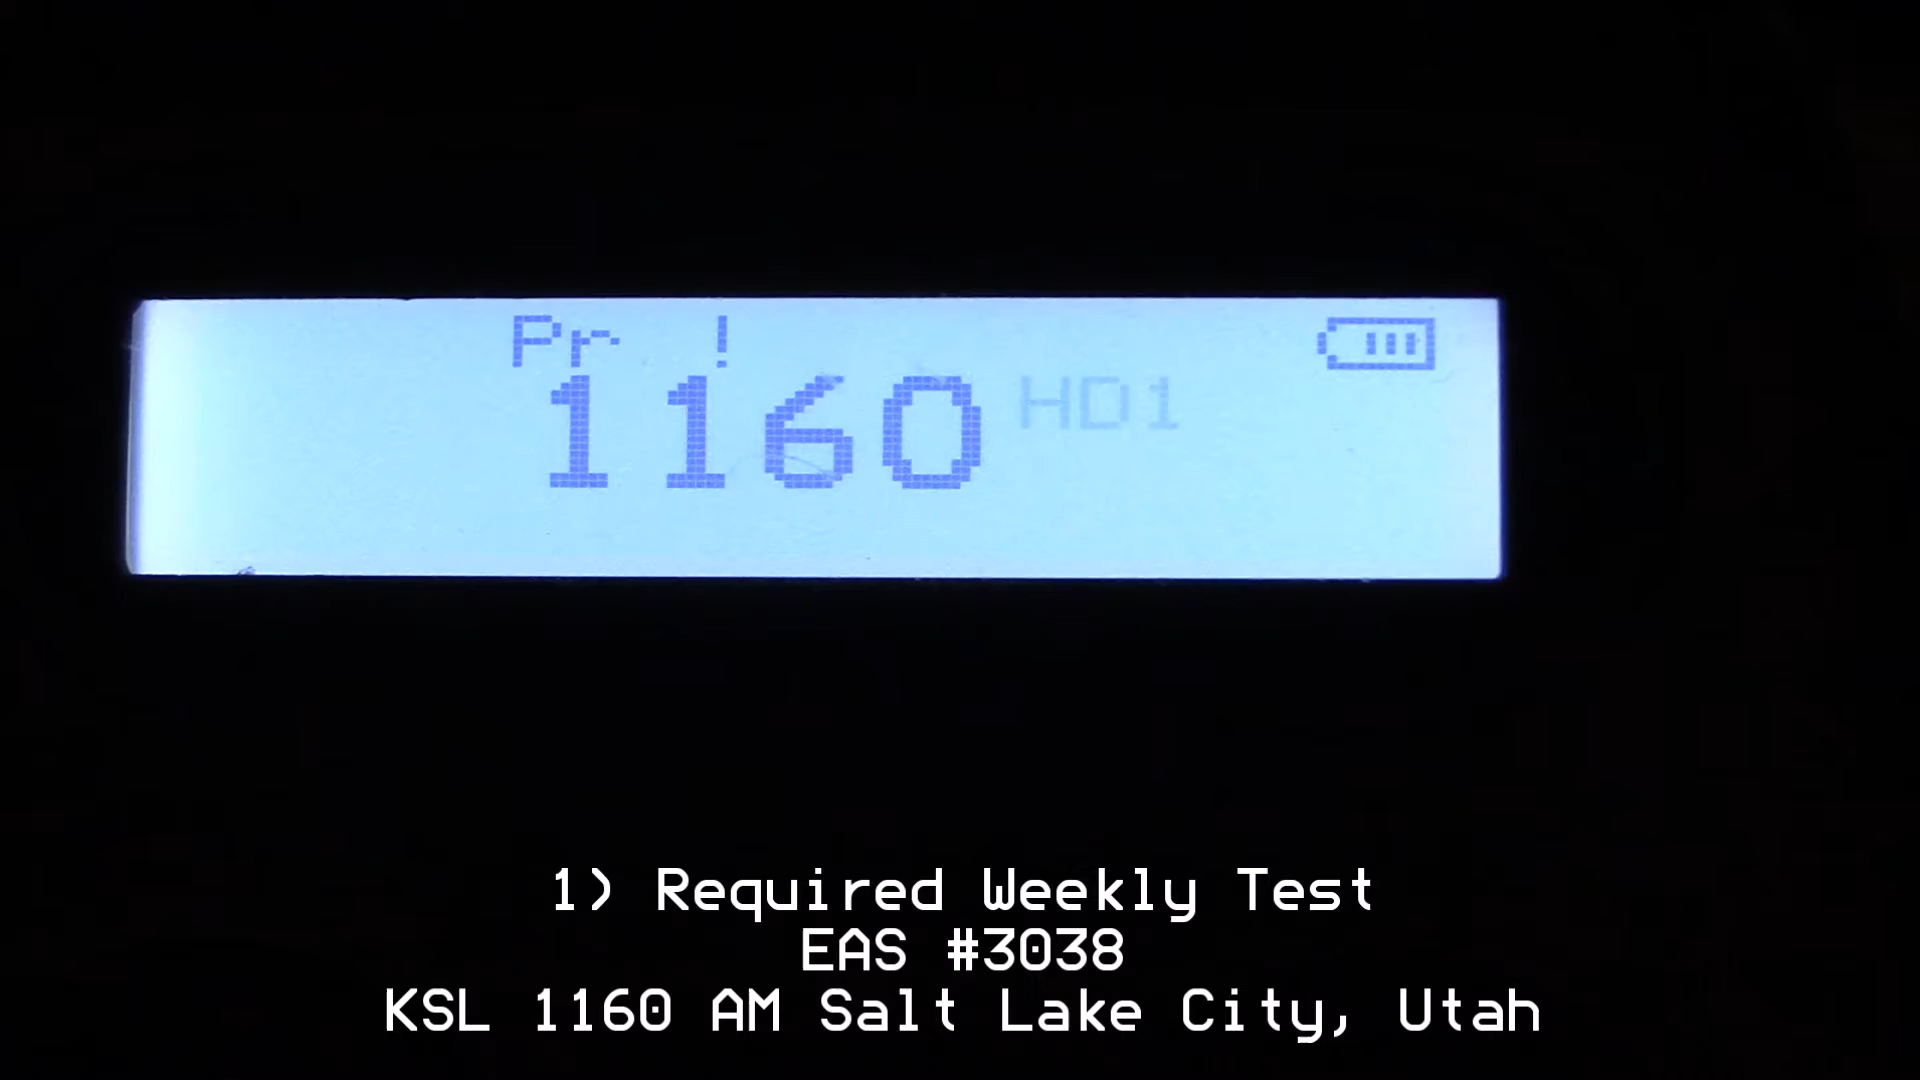 Pr !
1160 HD1
1) Required Weekly Test
EAS #3038
KSL 1160 AM Salt Lake City, Utah